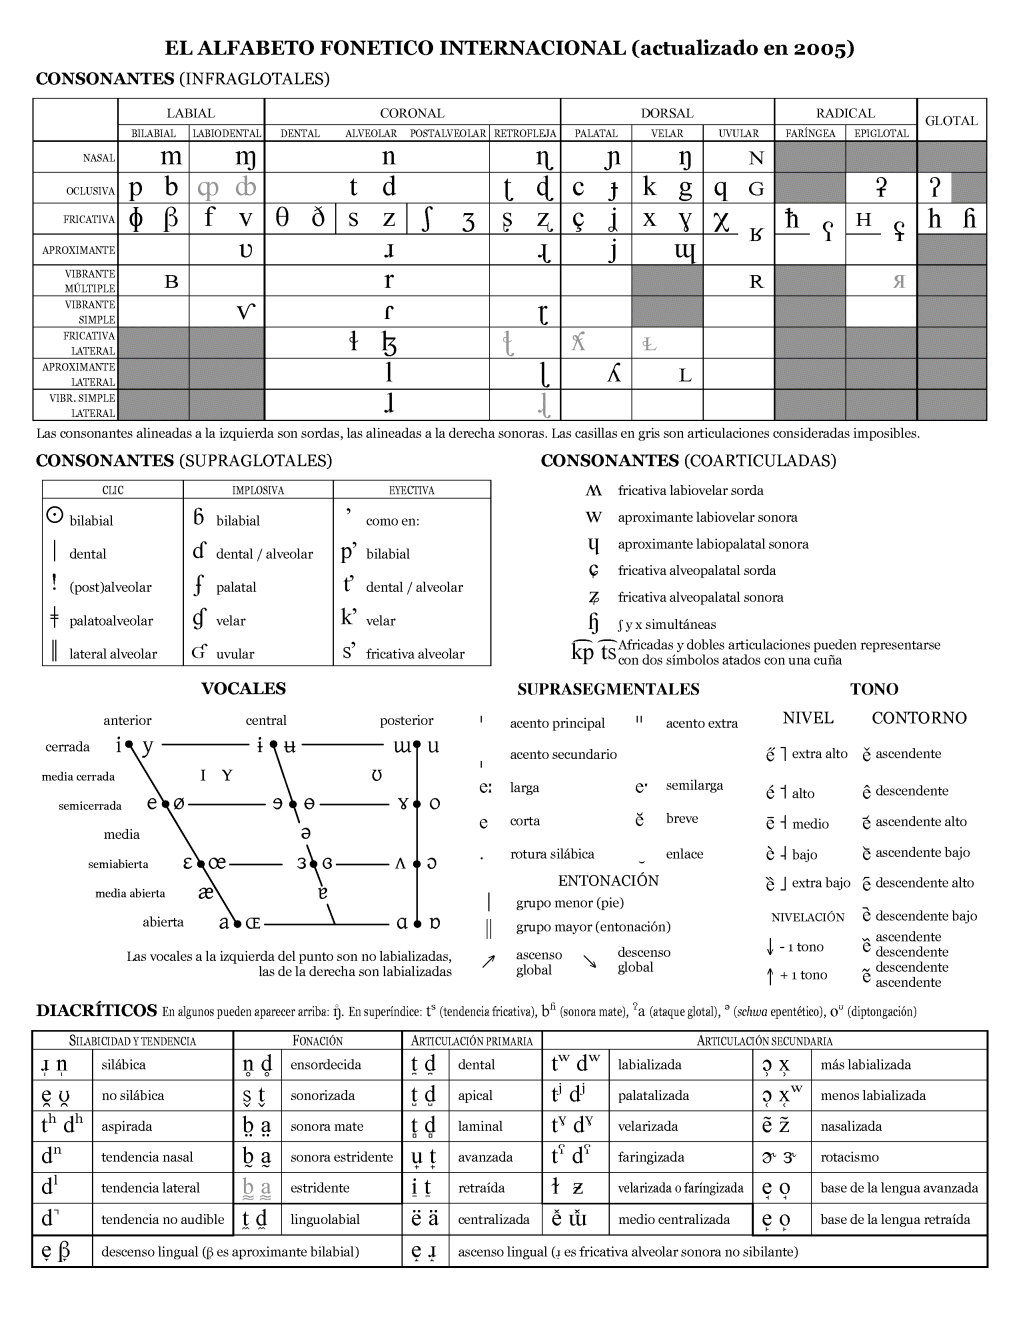 EL ALFABETO FONETICO INTERNACIONAL (actualizado en 2005)
CONSONANTES (INFRAGLOTALES)
LABIAL CORONAL DORSAL RADICAL GLOTAL
BILABIAL LABIODENTAL DENTAL ALVEOLAR POSTALVEOLAR RETROFLEJA PALATAL VELAR UVULAR FARÍNGEA EPIGLOTAL
NASAL m ɱ n ɳ ɲ ŋ ɴ
OCLUSIVA p b ȹ ȸ t d ʈ ɖ c ɟ k g q ɢ ʡ ʔ
FRICATIVA ɸ β f v θ ð s z ʃ ʒ ʂ ʐ ç ʝ x ɣ χ ʁ ħ ʕ ʜ ʢ h ɦ
APROXIMANTE ʋ ɹ ɻ j ɰ
VIBRANTE MÚLTIPLE ʙ r ʀ ᴙ
VIBRANTE SIMPLE ⱱ ɾ ɽ
FRICATIVA LATERAL ɬ ɮ
APROXIMANTE LATERAL l ɭ ʎ ʟ
VIBR. SIMPLE LATERAL ɺ
Las consonantes alineadas a la izquierda son sordas, las alineadas a la derecha sonoras. Las casillas en gris son articulaciones consideradas imposibles.
CONSONANTES (SUPRAGLOTALES)
CLIC IMPLOSIVA EYECTIVA
ʘ bilabial ɓ bilabial ʼ como en:
ǀ dental ɗ dental / alveolar pʼ bilabial
ǃ (post)alveolar ʄ palatal tʼ dental / alveolar
ǂ palatoalveolar ɠ velar kʼ velar
ǁ lateral alveolar ʛ uvular sʼ fricativa alveolar
CONSONANTES (COARTICULADAS)
ʍ fricativa labiovelar sorda
w aproximante labiovelar sonora
ɥ aproximante labiopalatal sonora
ɕ fricativa alveopalatal sorda
ʑ fricativa alveopalatal sonora
ɧ ʃ y x simultáneas
k͡p t͡s Africadas y dobles articulaciones pueden representarse
con dos símbolos atados con una cuña
VOCALES
anterior central posterior
cerrada i y ɨ ʉ ɯ u
media cerrada ɪ ʏ ʊ
semicerrada e ø ɘ ɵ ɤ o
media ə
semiabierta ɛ œ ɜ ɞ ʌ ɔ
media abierta æ ɐ
abierta a ɶ ɑ ɒ
Las vocales a la izquierda del punto son no labializadas,
las de la derecha son labializadas
SUPRASEGMENTALES
ˈ acento principal " acento extra
ˌ acento secundario
eː larga eˑ semilarga
e corta ĕ breve
. rotura silábica ‿ enlace
ENTONACIÓN
| grupo menor (pie)
‖ grupo mayor (entonación)
↗ ascenso global ↘ descenso global
TONO
NIVEL CONTORNO
e̋ ˥ extra alto ě ascendente
é ˦ alto ê descendente
ē ˧ medio e᷄ ascendente alto
è ˨ bajo e᷅ ascendente bajo
ȅ ˩ extra bajo descendente alto
NIVELACIÓN descendente bajo
↓ - 1 tono ascendente descendente
↑ + 1 tono descendente ascendente
DIACRÍTICOS En algunos pueden aparecer arriba: ŋ̊. En superíndice: tˢ (tendencia fricativa), bʱ (sonora mate), ˀa (ataque glotal), ᵊ (schwa epentético), oᶷ (diptongación)
SILABICIDAD Y TENDENCIA FONACIÓN ARTICULACIÓN PRIMARIA ARTICULACIÓN SECUNDARIA
ɹ̩ n̩ silábica n̥ d̥ ensordecida t̪ d̪ dental tʷ dʷ labializada ɔ̹ x̹ más labializada
e̯ ʊ̯ no silábica s̬ t̬ sonorizada t̺ d̺ apical tʲ dʲ palatalizada ɔ̜ x̜ʷ menos labializada
tʰ dʰ aspirada b̤ a̤ sonora mate t̻ d̻ laminal tˠ dˠ velarizada ẽ z̃ nasalizada
dⁿ tendencia nasal b̰ a̰ sonora estridente u̟ t̟ avanzada tˤ dˤ faringizada ɚ ɝ rotacismo
dˡ tendencia lateral b᷽ a᷽ estridente i̠ t̠ retraída ɫ ᵶ velarizada o faríngizada e̘ o̘ base de la lengua avanzada
d̚ tendencia no audible t̼ d̼ linguolabial ë ä centralizada e̽ ɯ̽ medio centralizada e̙ o̙ base de la lengua retraída
e̞ β̞ descenso lingual (β es aproximante bilabial) e̝ ɹ̝ ascenso lingual (ɹ̝ es fricativa alveolar sonora no sibilante)